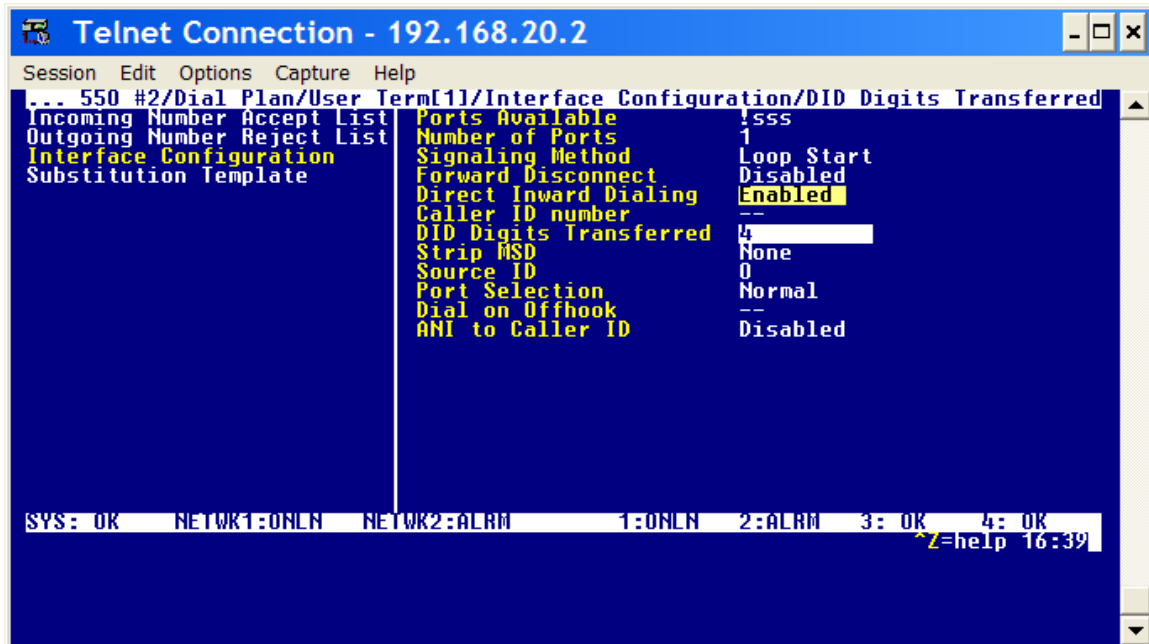 Telnet Connection - 192.168.20.2
Session Edit Options Capture Help
... 550 #2/Dial Plan/User Term[1]/Interface Configuration/DID Digits Transferred
Incoming Number Accept List
Outgoing Number Reject List
Interface Configuration
Substitution Template
Ports Available !sss
Number of Ports 1
Signaling Method Loop Start
Forward Disconnect Disabled
Direct Inward Dialing Enabled
Caller ID number --
DID Digits Transferred 4
Strip MSD None
Source ID 0
Port Selection Normal
Dial on Offhook --
ANI to Caller ID Disabled
SYS: OK NETWK1:ONLN NETWK2:ALRM 1:ONLN 2:ALRM 3: OK 4: OK
^Z=help 16:39